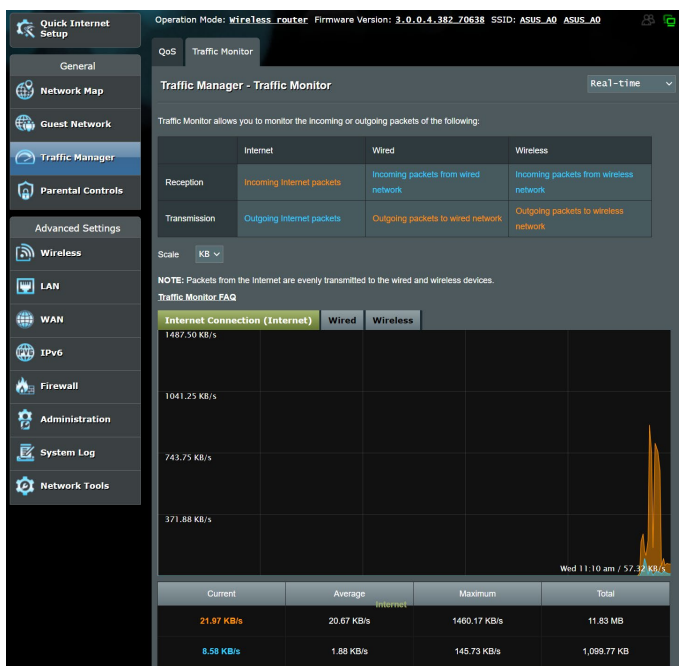 Quick Internet
Setup
Operation Mode: Wireless router Firmware Version: 3.0.0.4.382_70638 SSID: ASUS_A0 ASUS_A0
QoS Traffic Monitor
General
Network Map
Guest Network
Traffic Manager
Parental Controls
Advanced Settings
Wireless
LAN
WAN
IPv6
Firewall
Administration
System Log
Network Tools
Traffic Manager - Traffic Monitor
Real-time
Traffic Monitor allows you to monitor the incoming or outgoing packets of the following:
Internet Wired Wireless
Reception Incoming Internet packets Incoming packets from wired network Incoming packets from wireless network
Transmission Outgoing Internet packets Outgoing packets to wired network Outgoing packets to wireless network
Scale KB
NOTE: Packets from the Internet are evenly transmitted to the wired and wireless devices.
Traffic Monitor FAQ
Internet Connection (Internet) Wired Wireless
1487.50 KB/s
1041.25 KB/s
743.75 KB/s
371.88 KB/s
Wed 11:10 am / 57.32 KB/s
Current Average Maximum Total
Internet
21.97 KB/s 20.67 KB/s 1460.17 KB/s 11.83 MB
8.58 KB/s 1.88 KB/s 145.73 KB/s 1,099.77 KB